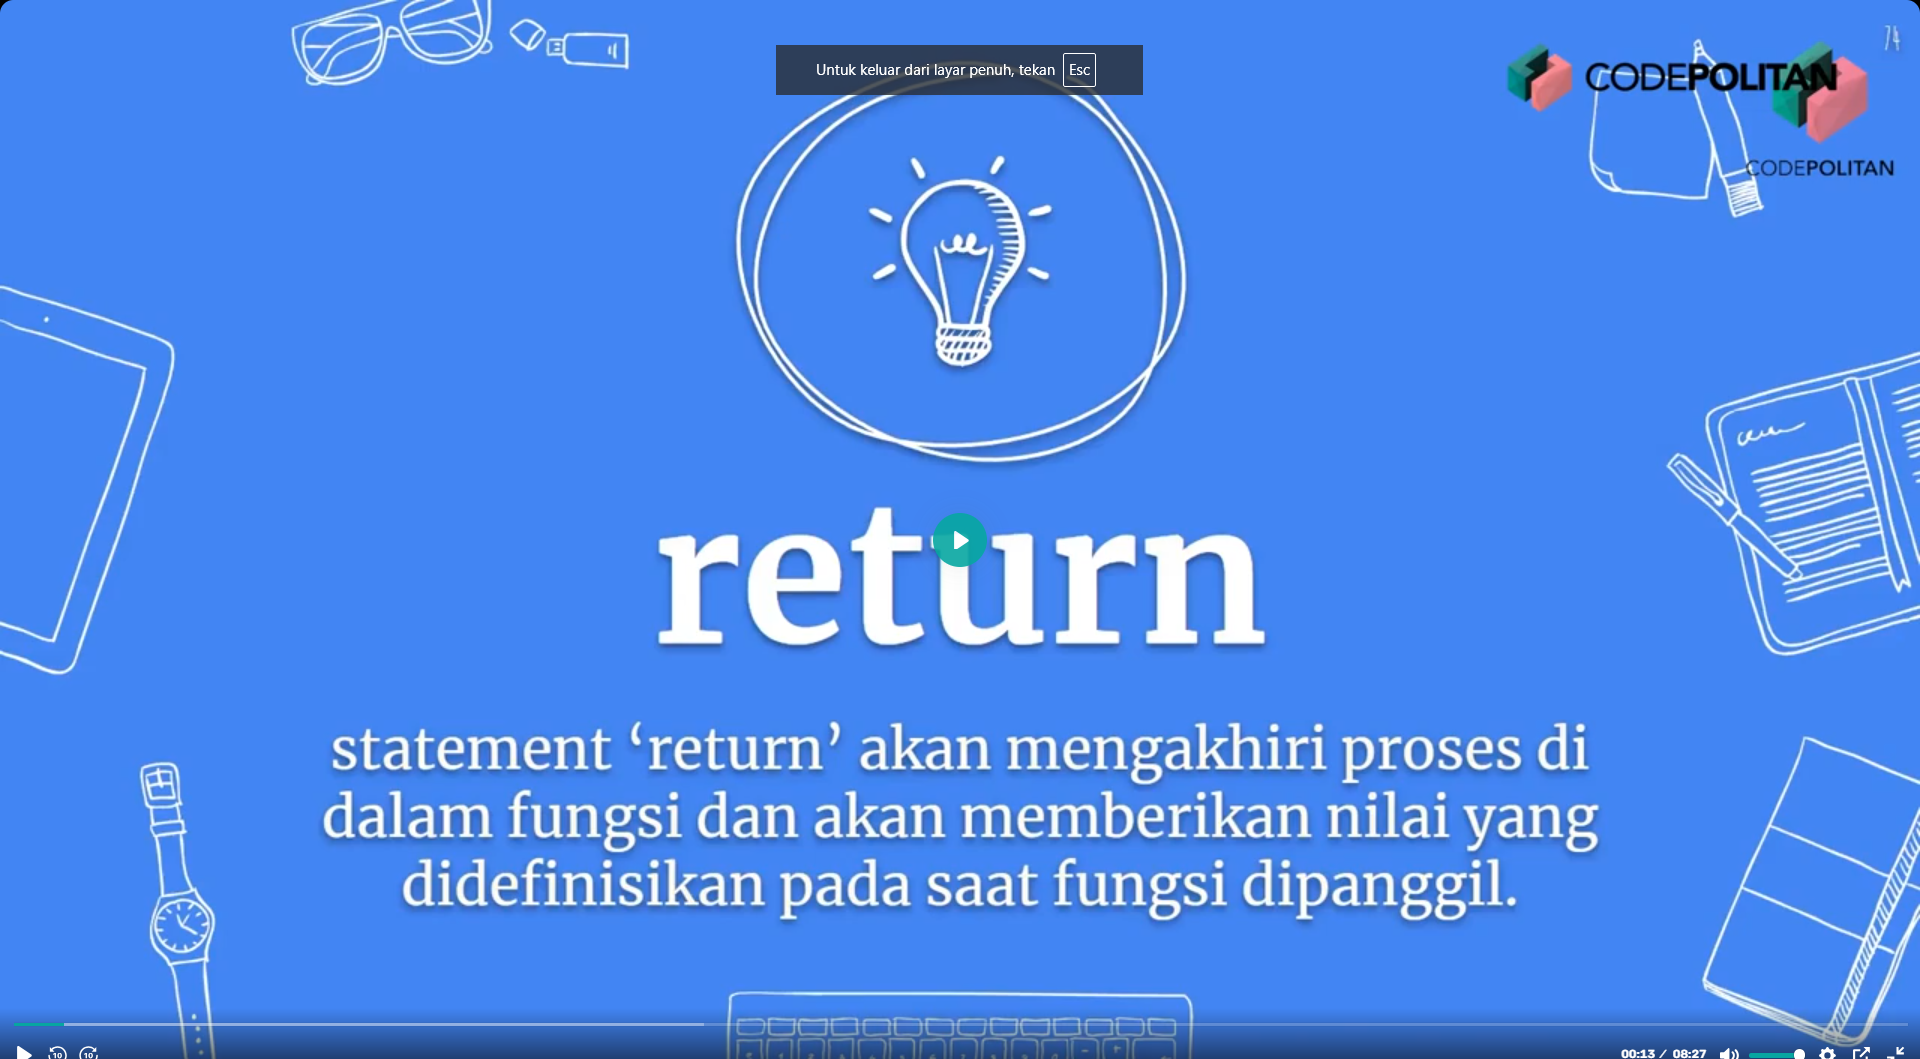 74
Untuk keluar dari layar penuh, tekan Esc
CODEPOLITAN
CODEPOLITAN
return
statement ‘return’ akan mengakhiri proses di
dalam fungsi dan akan memberikan nilai yang
didefinisikan pada saat fungsi dipanggil.
10 10
00:13 / 08:27